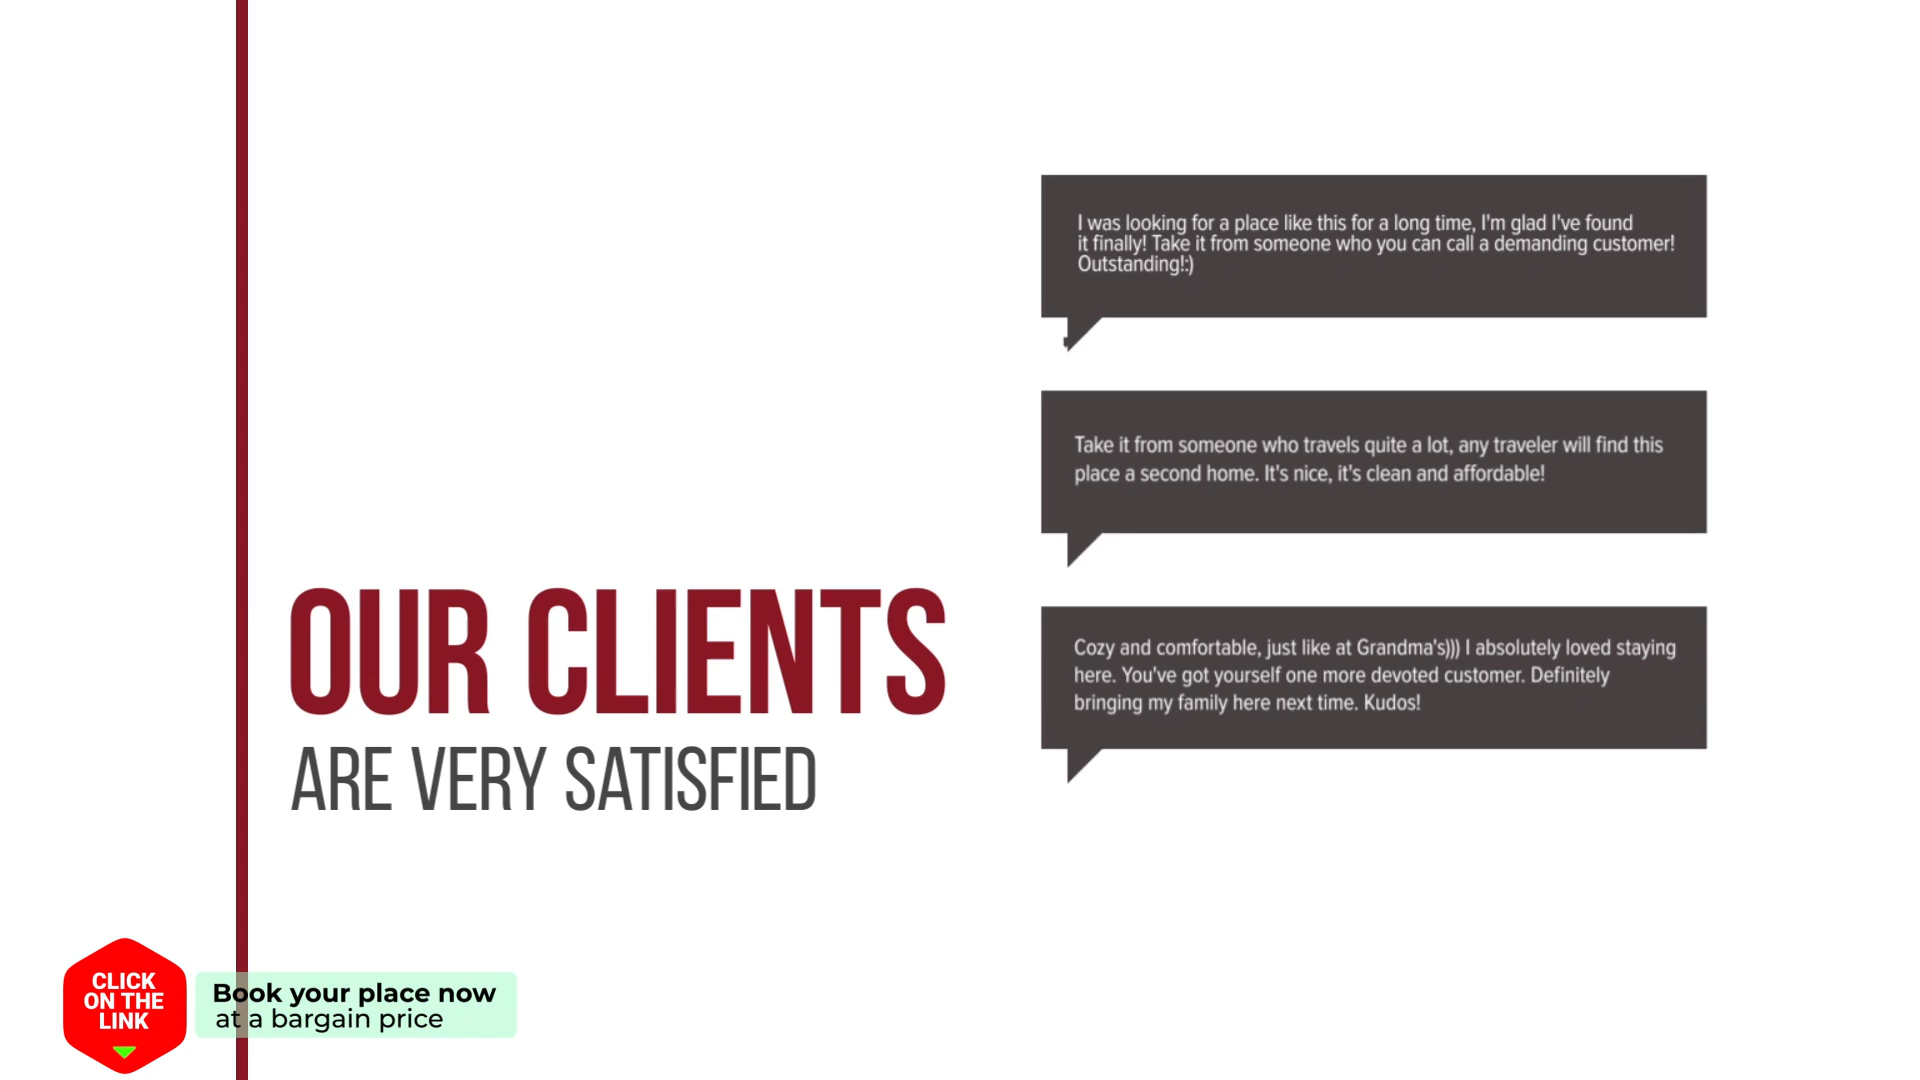 I was looking for a place like this for a long time, I'm glad I've found
it finally! Take it from someone who you can call a demanding customer!
Outstanding!:)
Take it from someone who travels quite a lot, any traveler will find this
place a second home. It's nice, it's clean and affordable!
Cozy and comfortable, just like at Grandma's))) I absolutely loved staying
here. You've got yourself one more devoted customer. Definitely
bringing my family here next time. Kudos!
OUR CLIENTS
ARE VERY SATISFIED
CLICK
ON THE
LINK
Book your place now
at a bargain price